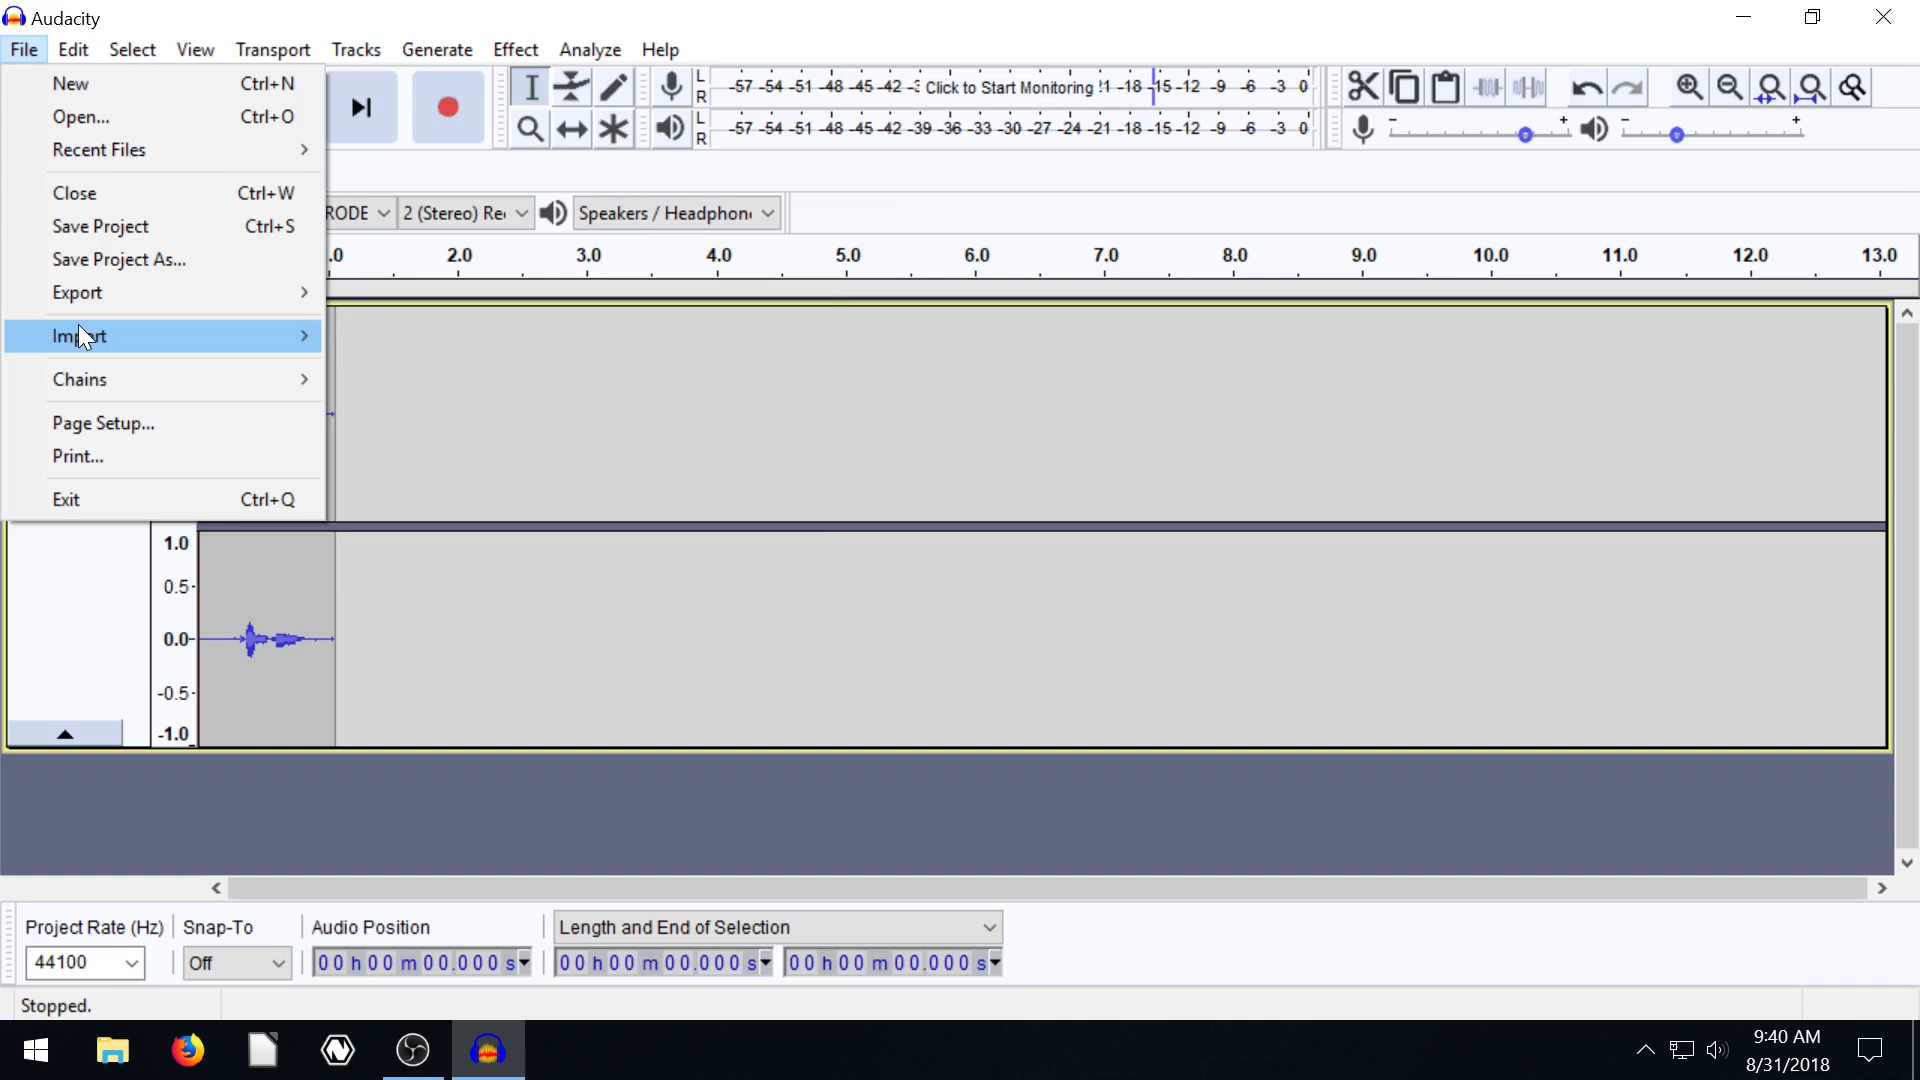 Audacity
File Edit Select View Transport Tracks Generate Effect Analyze Help
New Ctrl+N
Open... Ctrl+O
Recent Files
Close Ctrl+W
Save Project Ctrl+S
Save Project As...
Export
Import
Chains
Page Setup...
Print...
Exit Ctrl+Q
L
R
-57 -54 -51 -48 -45 -42 -3 Click to Start Monitoring !1 -18 -15 -12 -9 -6 -3 0
L
R
-57 -54 -51 -48 -45 -42 -39 -36 -33 -30 -27 -24 -21 -18 -15 -12 -9 -6 -3 0
- +
- +
RODE 2 (Stereo) Re Speakers / Headphon
.0 2.0 3.0 4.0 5.0 6.0 7.0 8.0 9.0 10.0 11.0 12.0 13.0
1.0
0.5-
0.0-
-0.5-
-1.0
Project Rate (Hz) Snap-To Audio Position Length and End of Selection
44100 Off 00 h 00 m 00.000 s 00 h 00 m 00.000 s 00 h 00 m 00.000 s
Stopped.
9:40 AM
8/31/2018